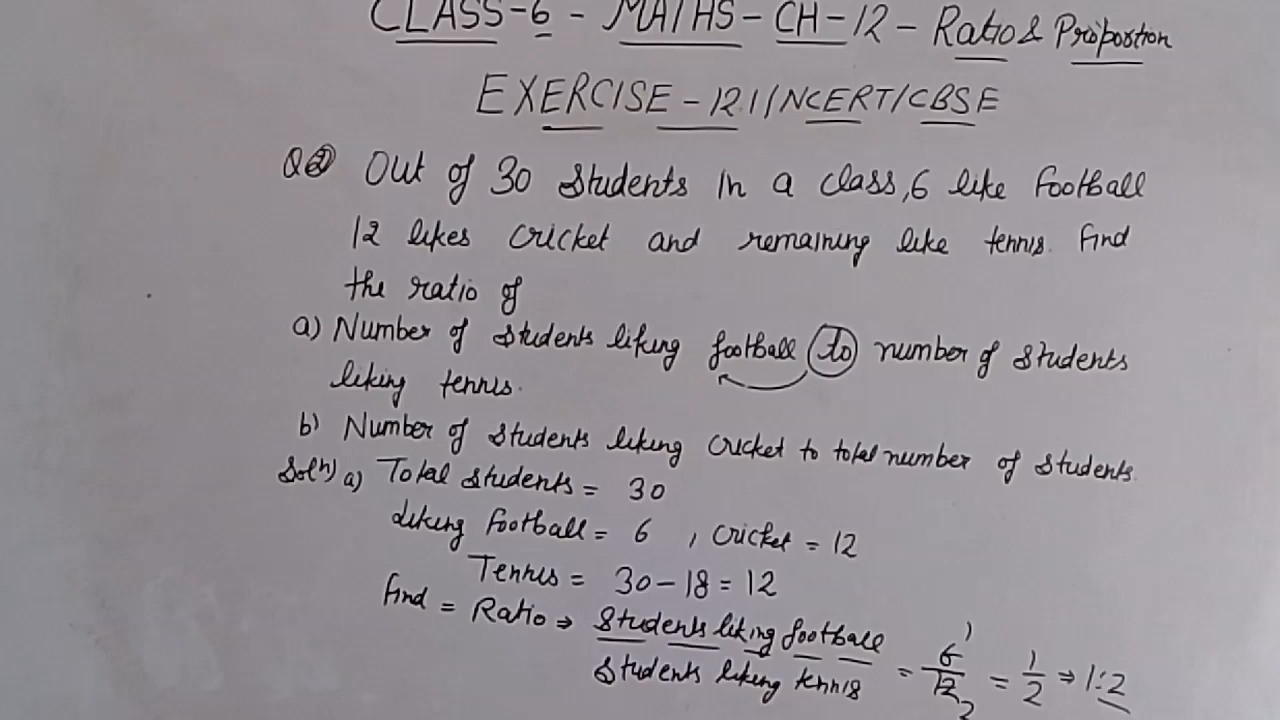 CLASS-6 - MATHS - CH-12 - Ratio & Proportion
EXERCISE - 12.1/NCERT/CBSE
Q② Out of 30 students in a class, 6 like football
12 likes cricket and remaining like tennis. Find
the ratio of
a) Number of students liking football to number of students
liking tennis.
b) Number of students liking cricket to total number of students.
Sol(n) a) Total students = 30
Liking football = 6 , Cricket = 12
Tennis = 30 - 18 = 12
Find = Ratio → Students liking football / Students liking tennis = 6/12 = 1/2 ⇒ 1:2